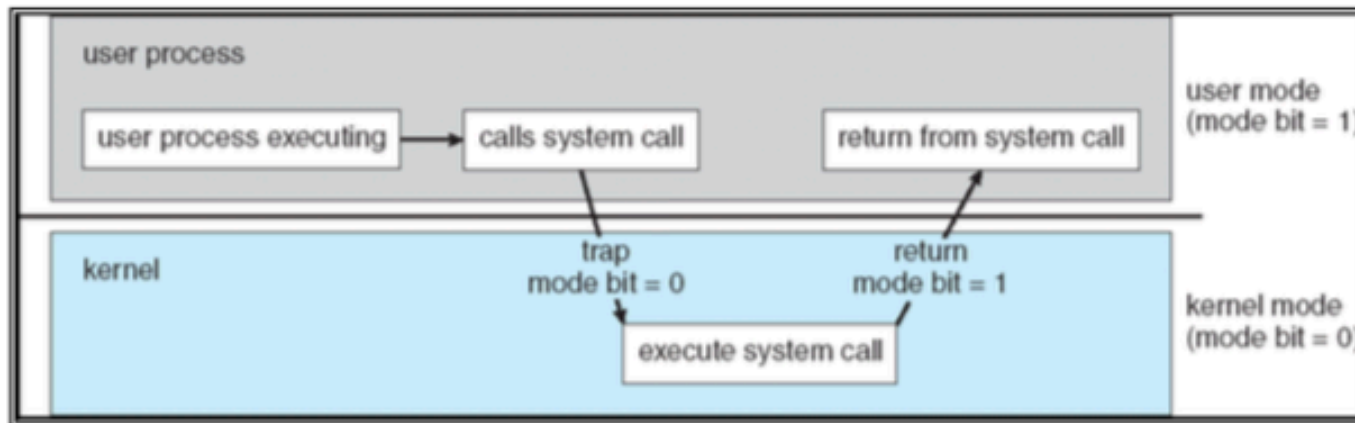 user process
user process executing
calls system call
return from system call
user mode
(mode bit = 1)
trap
mode bit = 0
return
mode bit = 1
kernel
execute system call
kernel mode
(mode bit = 0)